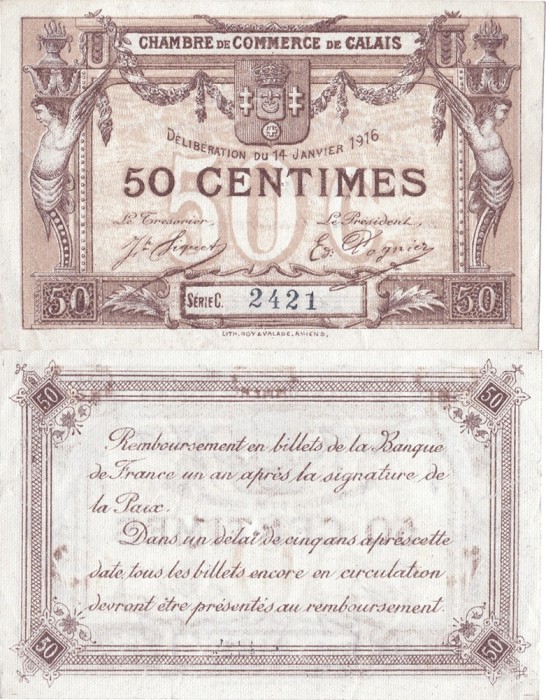 CHAMBRE DE COMMERCE DE CALAIS
DÉLIBÉRATION DU 14 JANVIER 1916
50 C
50 CENTIMES
Le Trésorier, Le Président,
50 SÉRIE C. 2421 50
LITH. ROY & VALADE, AMIENS.
50 50
Remboursement en billets de la Banque
de France un an après la signature de
la Paix.
Dans un délai de cinq ans après cette
date, tous les billets encore en circulation
devront être présentés au remboursement.
50 50